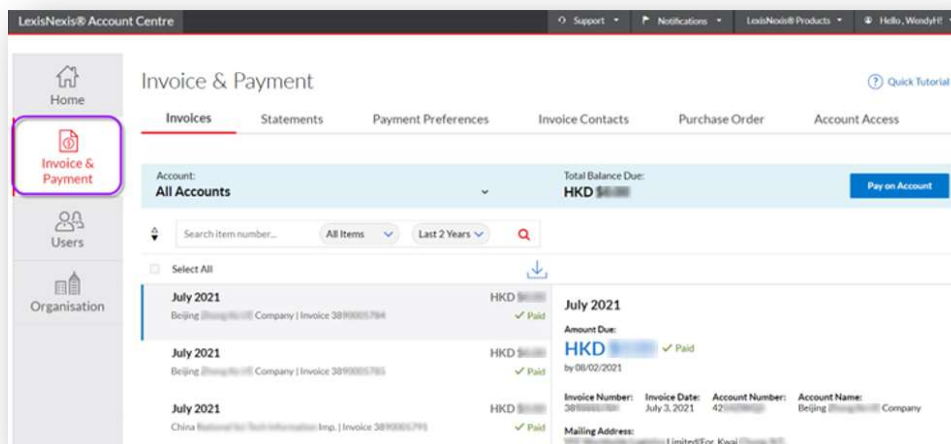 LexisNexis® Account Centre Support Notifications LexisNexis® Products Hello, WendyH!
Home
Invoice & Payment
Quick Tutorial
Invoices Statements Payment Preferences Invoice Contacts Purchase Order Account Access
Invoice &
Payment
Account: Total Balance Due:
All Accounts HKD
Pay on Account
Users
Search item number... All Items Last 2 Years
Select All
Organisation
July 2021 HKD
Beijing Company | Invoice Paid
July 2021 HKD
Beijing Company | Invoice Paid
July 2021 HKD
China Imp. | Invoice Paid
July 2021
Amount Due:
HKD Paid
by 08/02/2021
Invoice Number: Invoice Date: Account Number: Account Name:
July 3, 2021 Beijing Company
Mailing Address:
Limited/For. Kwai